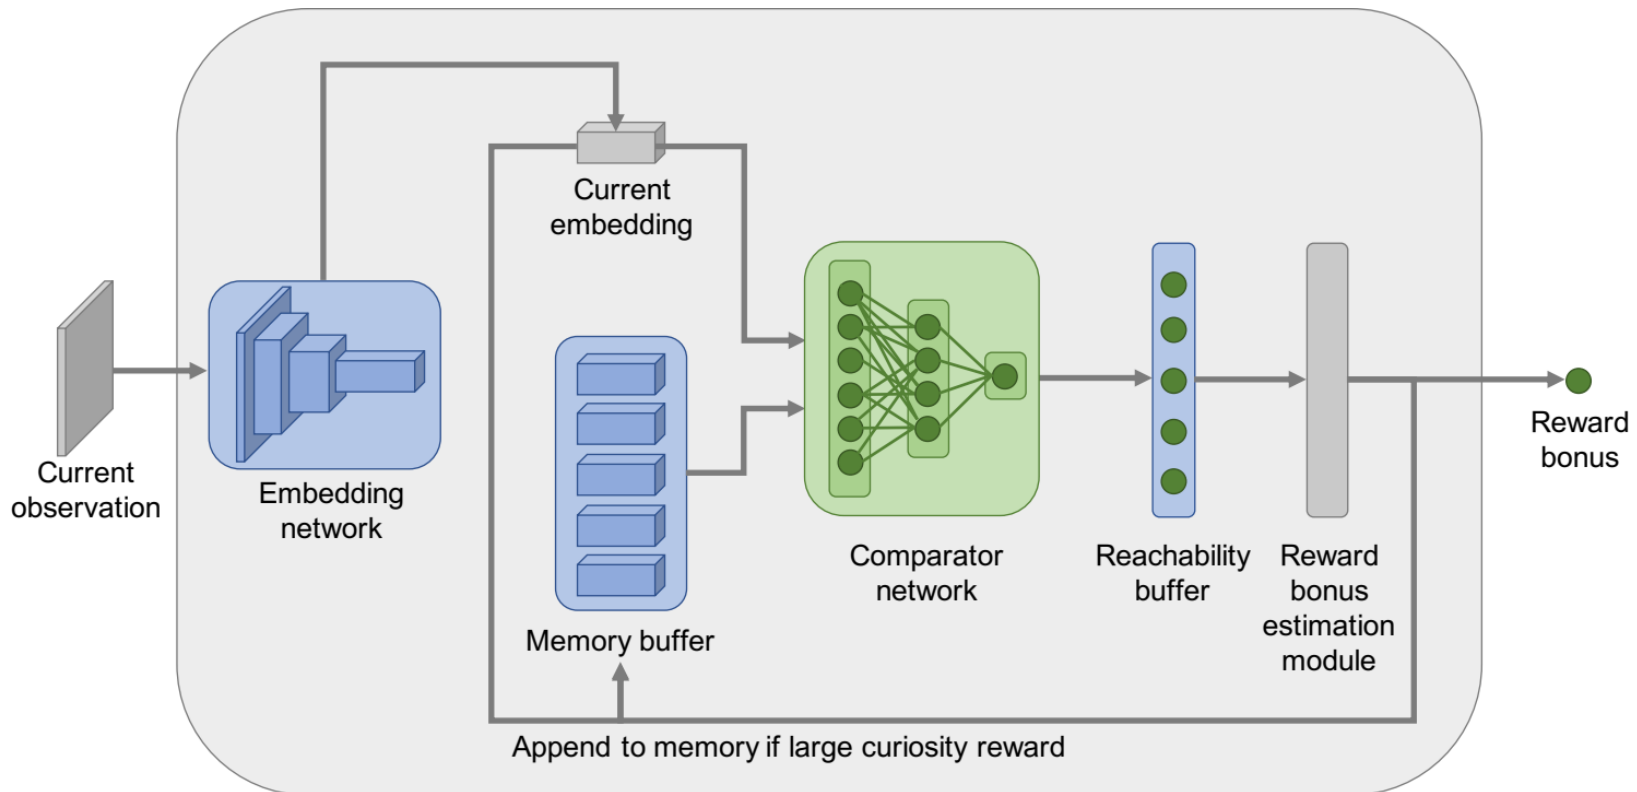 Current
embedding
Current
observation
Embedding
network
Memory buffer
Comparator
network
Reachability
buffer
Reward
bonus
estimation
module
Reward
bonus
Append to memory if large curiosity reward